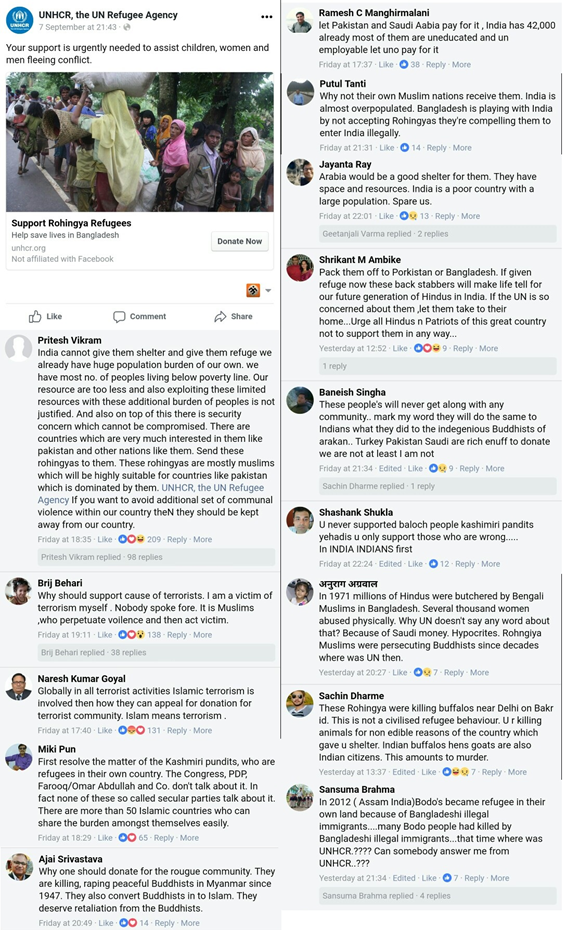 UNHCR, the UN Refugee Agency
7 September at 21:43 ·
Your support is urgently needed to assist children, women and
men fleeing conflict.
Support Rohingya Refugees
Help save lives in Bangladesh
unhcr.org
Not affiliated with Facebook
Donate Now
Like
Comment
Share
Pritesh Vikram
India cannot give them shelter and give them refuge we
already have huge population burden of our own. we
have most no. of peoples living below poverty line. Our
resource are too less and also exploiting these limited
resources with these additional burden of peoples is not
justified. And also on top of this there is security
concern which cannot be compromised. There are
countries which are very much interested in them like
pakistan and other nations like them. Send these
rohingyas to them. These rohingyas are mostly muslims
which will be highly suitable for countries like pakistan
which is dominated by them. UNHCR, the UN Refugee
Agency If you want to avoid additional set of communal
violence within our country theN they should be kept
away from our country.
Friday at 18:35 · Like · 209 · Reply · More
Pritesh Vikram replied · 98 replies
Brij Behari
Why should support cause of terrorists. I am a victim of
terrorism myself . Nobody spoke fore. It is Muslims
,who perpetuate voilence and then act victim.
Friday at 19:11 · Like · 138 · Reply · More
Brij Behari replied · 38 replies
Naresh Kumar Goyal
Globally in all terrorist activities Islamic terrorism is
involved then how they can appeal for donation for
terrorist community. Islam means terrorism .
Friday at 17:40 · Like · 131 · Reply · More
Miki Pun
First resolve the matter of the Kashmiri pundits, who are
refugees in their own country. The Congress, PDP,
Farooq/Omar Abdullah and Co. don't talk about it. In
fact none of these so called secular parties talk about it.
There are more than 50 Islamic countries who can
share the burden amongst themselves easily.
Friday at 18:29 · Like · 65 · Reply · More
Ajai Srivastava
Why one should donate for the rougue community. They
are killing, raping peaceful Buddhists in Myanmar since
1947. They also convert Buddhists in to Islam. They
deserve retaliation from the Buddhists.
Friday at 20:49 · Like · 14 · Reply · More
Ramesh C Manghirmalani
let Pakistan and Saudi Aabia pay for it , India has 42,000
already most of them are uneducated and un
employable let uno pay for it
Friday at 17:37 · Like · 38 · Reply · More
Putul Tanti
Why not their own Muslim nations receive them. India is
almost overpopulated. Bangladesh is playing with India
by not accepting Rohingyas they're compelling them to
enter India illegally.
Friday at 21:31 · Like · 14 · Reply · More
Jayanta Ray
Arabia would be a good shelter for them. They have
space and resources. India is a poor country with a
large population. Spare us.
Friday at 22:01 · Like · 13 · Reply · More
Geetanjali Varma replied · 2 replies
Shrikant M Ambike
Pack them off to Porkistan or Bangladesh. If given
refuge now these back stabbers will make life tell for
our future generation of Hindus in India. If the UN is so
concerned about them ,let them take to their
home...Urge all Hindus n Patriots of this great country
not to support them in any way...
Yesterday at 12:52 · Like · 9 · Reply · More
1 reply
Baneish Singha
These people's will never get along with any
community.. mark my word they will do the same to
Indians what they did to the indegenious Buddhists of
arakan.. Turkey Pakistan Saudi are rich enuff to donate
we are not at least I am not
Friday at 21:34 · Edited · Like · 9 · Reply · More
Sachin Dharme replied · 1 reply
Shashank Shukla
U never supported baloch people kashimiri pandits
yehadis u only support those who are wrong.....
In INDIA INDIANS first
Friday at 22:24 · Edited · Like · 12 · Reply · More
अनुराग अग्रवाल
In 1971 millions of Hindus were butchered by Bengali
Muslims in Bangladesh. Several thousand women
abused physically. Why UN doesn't say any word about
that? Because of Saudi money. Hypocrites. Rohngiya
Muslims were persecuting Buddhists since decades
where was UN then.
Yesterday at 20:27 · Like · 7 · Reply · More
Sachin Dharme
These Rohingya were killing buffalos near Delhi on Bakr
id. This is not a civilised refugee behaviour. U r killing
animals for non edible reasons of the country which
gave u shelter. Indian buffalos hens goats are also
Indian citizens. This amounts to murder.
Yesterday at 13:37 · Edited · Like · 7 · Reply · More
Sansuma Brahma
In 2012 ( Assam India)Bodo's became refugee in their
own land because of Bangladeshi illegal
immigrants....many Bodo people had killed by
Bangladeshi illegal immigrants...that time where was
UNHCR.???? Can somebody answer me from
UNHCR..???
Yesterday at 21:34 · Edited · Like · 7 · Reply · More
Sansuma Brahma replied · 4 replies